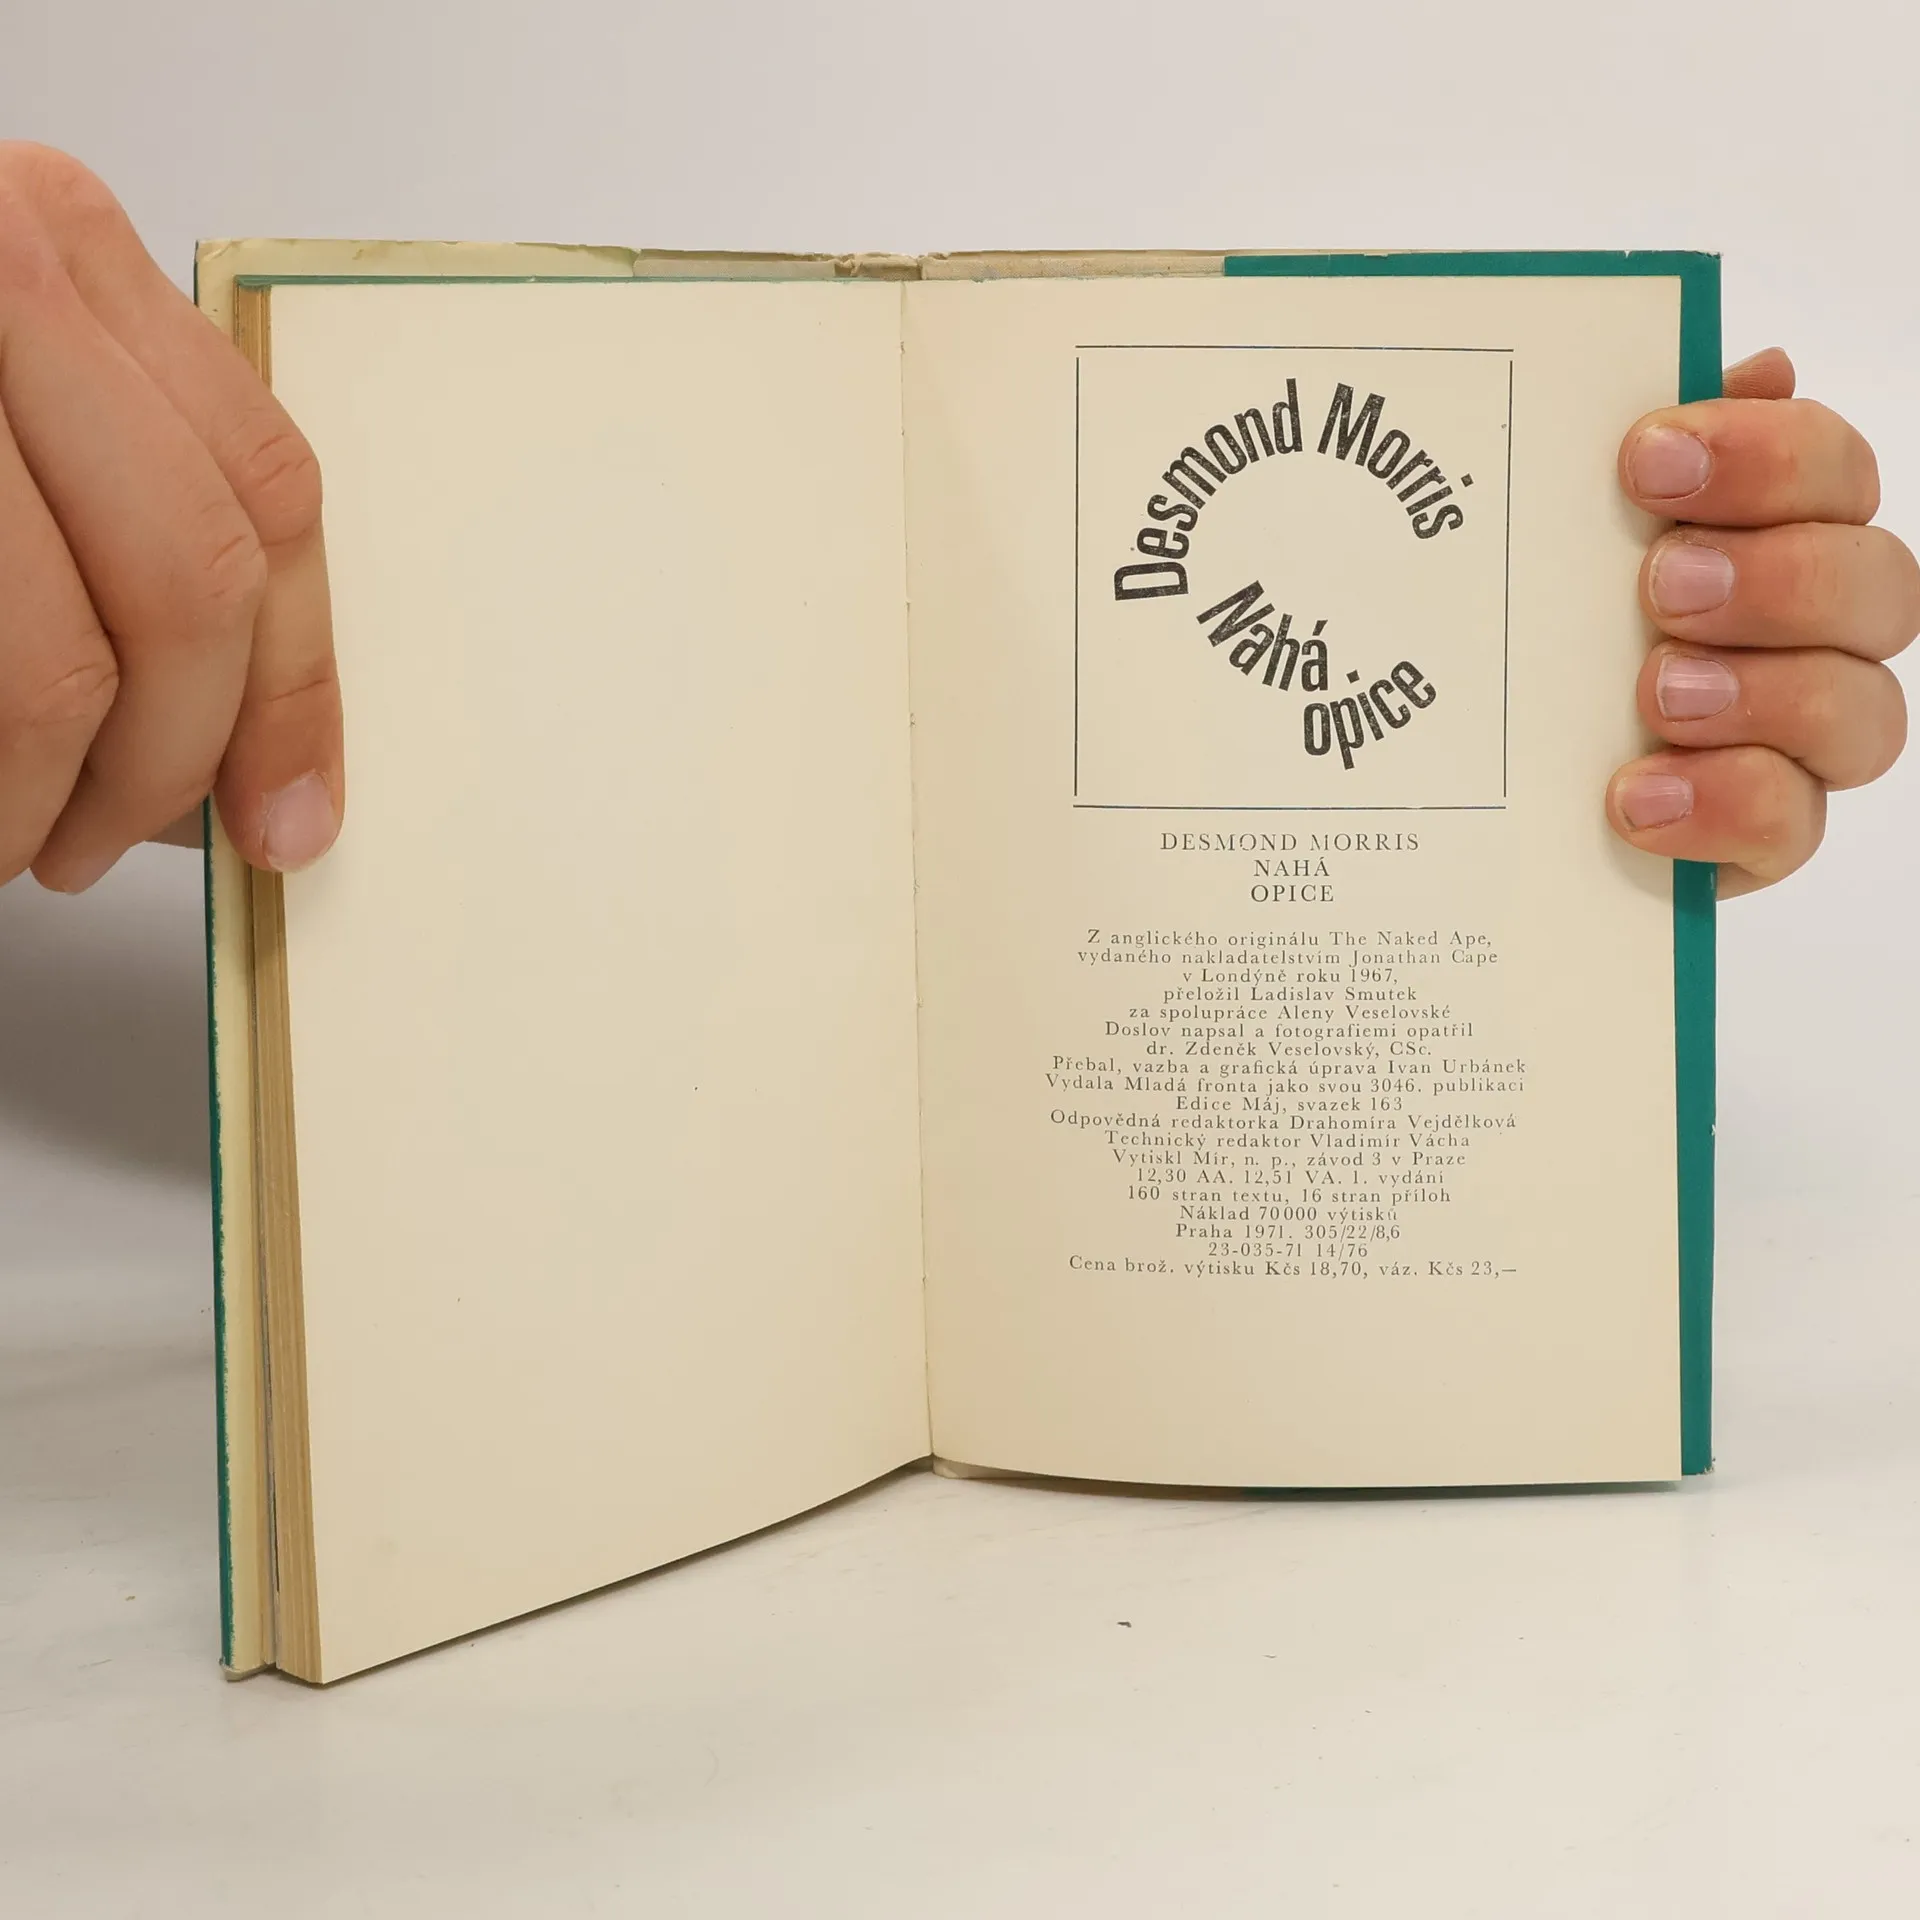 Desmond Morris
Nahá
opice
DESMOND MORRIS
NAHÁ
OPICE
Z anglického originálu The Naked Ape,
vydaného nakladatelstvím Jonathan Cape
v Londýně roku 1967,
přeložil Ladislav Smutek
za spolupráce Aleny Veselovské
Doslov napsal a fotografiemi opatřil
dr. Zdeněk Veselovský, CSc.
Přebal, vazba a grafická úprava Ivan Urbánek
Vydala Mladá fronta jako svou 3046. publikaci
Edice Máj, svazek 163
Odpovědná redaktorka Drahomíra Vejdělková
Technický redaktor Vladimír Vácha
Vytiskl Mír, n. p., závod 3 v Praze
12,30 AA. 12,51 VA. 1. vydání
160 stran textu, 16 stran příloh
Náklad 70000 výtisků
Praha 1971. 305/22/8,6
23-035-71 14/76
Cena brož. výtisku Kčs 18,70, váz. Kčs 23,—